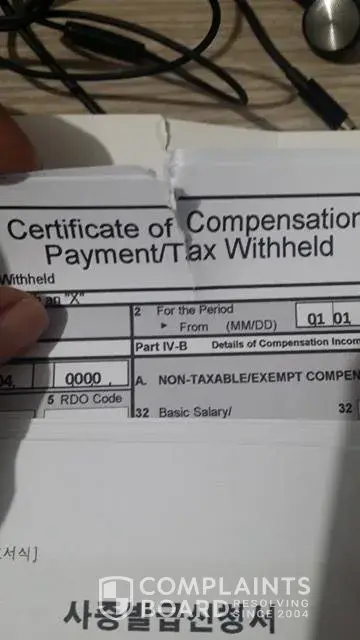 Certificate of Compensation
Payment/Tax Withheld
Withheld
an "X"
2 For the Period
From (MM/DD) 01 01
Part IV-B Details of Compensation Incom
04, 0000 A. NON-TAXABLE/EXEMPT COMPEN
5 RDO Code
32 Basic Salary/ 32
서식]
COMPLAINTS
BOARD RESOLVING
SINCE 2004